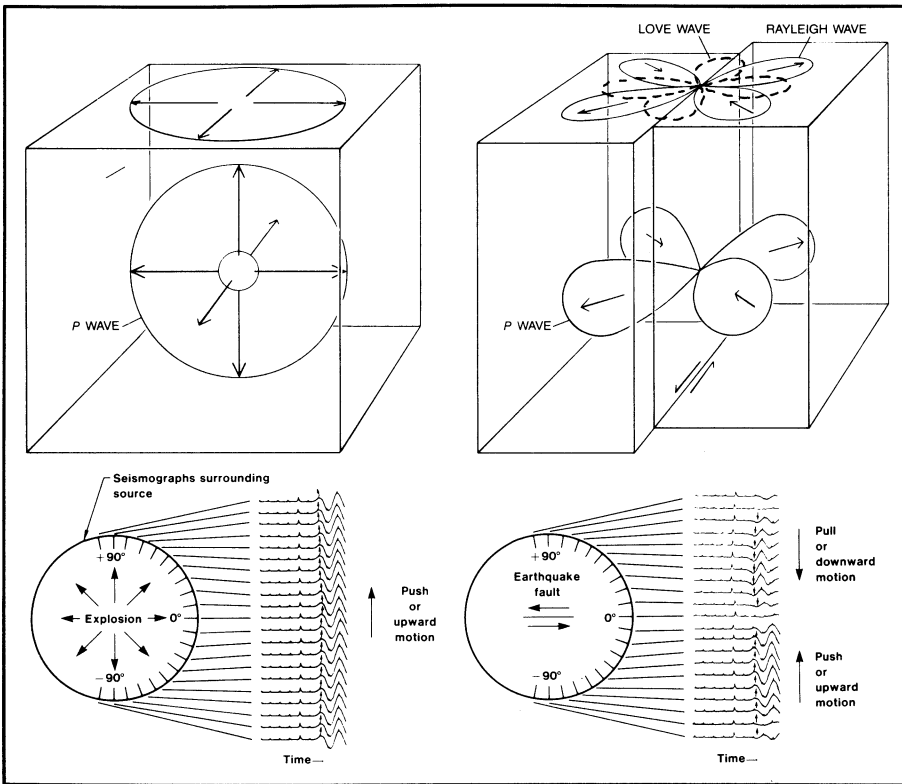 LOVE WAVE
RAYLEIGH WAVE
P WAVE
P WAVE
Seismographs surrounding
source
+90°
Explosion
0°
−90°
Push
or
upward
motion
Time—
+90°
Earthquake
fault
0°
−90°
Pull
or
downward
motion
Push
or
upward
motion
Time—